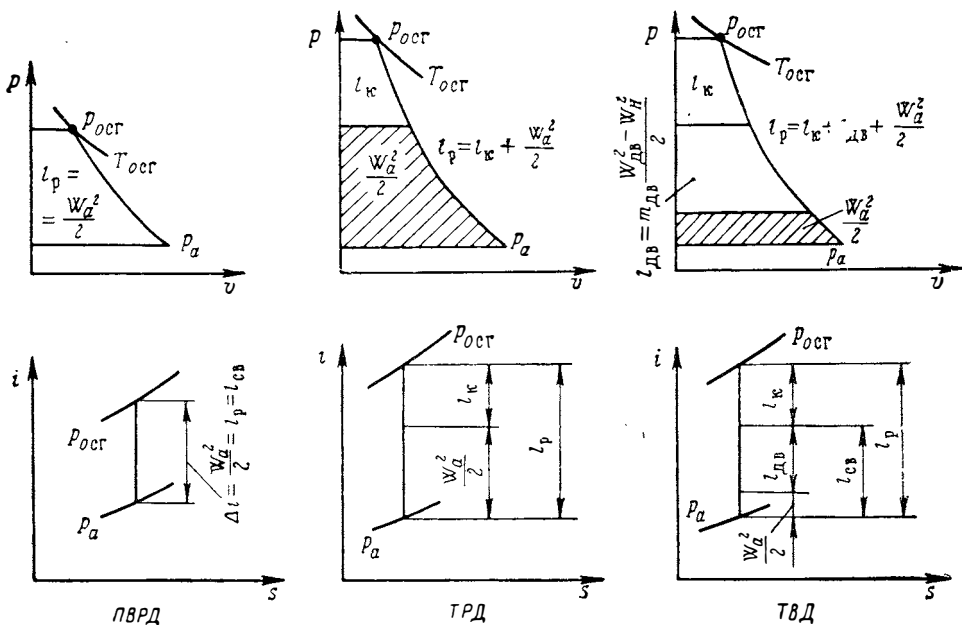 p
p_осг
T_осг
l_р =
= W_a²/2
p_a
v
p
p_осг
T_осг
l_к
l_р = l_к + W_a²/2
W_a²/2
p_a
v
p
p_осг
T_осг
l_к
l_р = l_к + l_дв + W_a²/2
l_дв = m_дв (W_дв² − W_н²)/2
W_a²/2
p_a
v
i
p_осг
p_a
Δi = W_a²/2 = l_р = l_св
s
ПВРД
i
p_осг
l_к
W_a²/2
l_р
p_a
s
ТРД
i
p_осг
l_к
l_дв
l_св
l_р
p_a
W_a²/2
s
ТВД